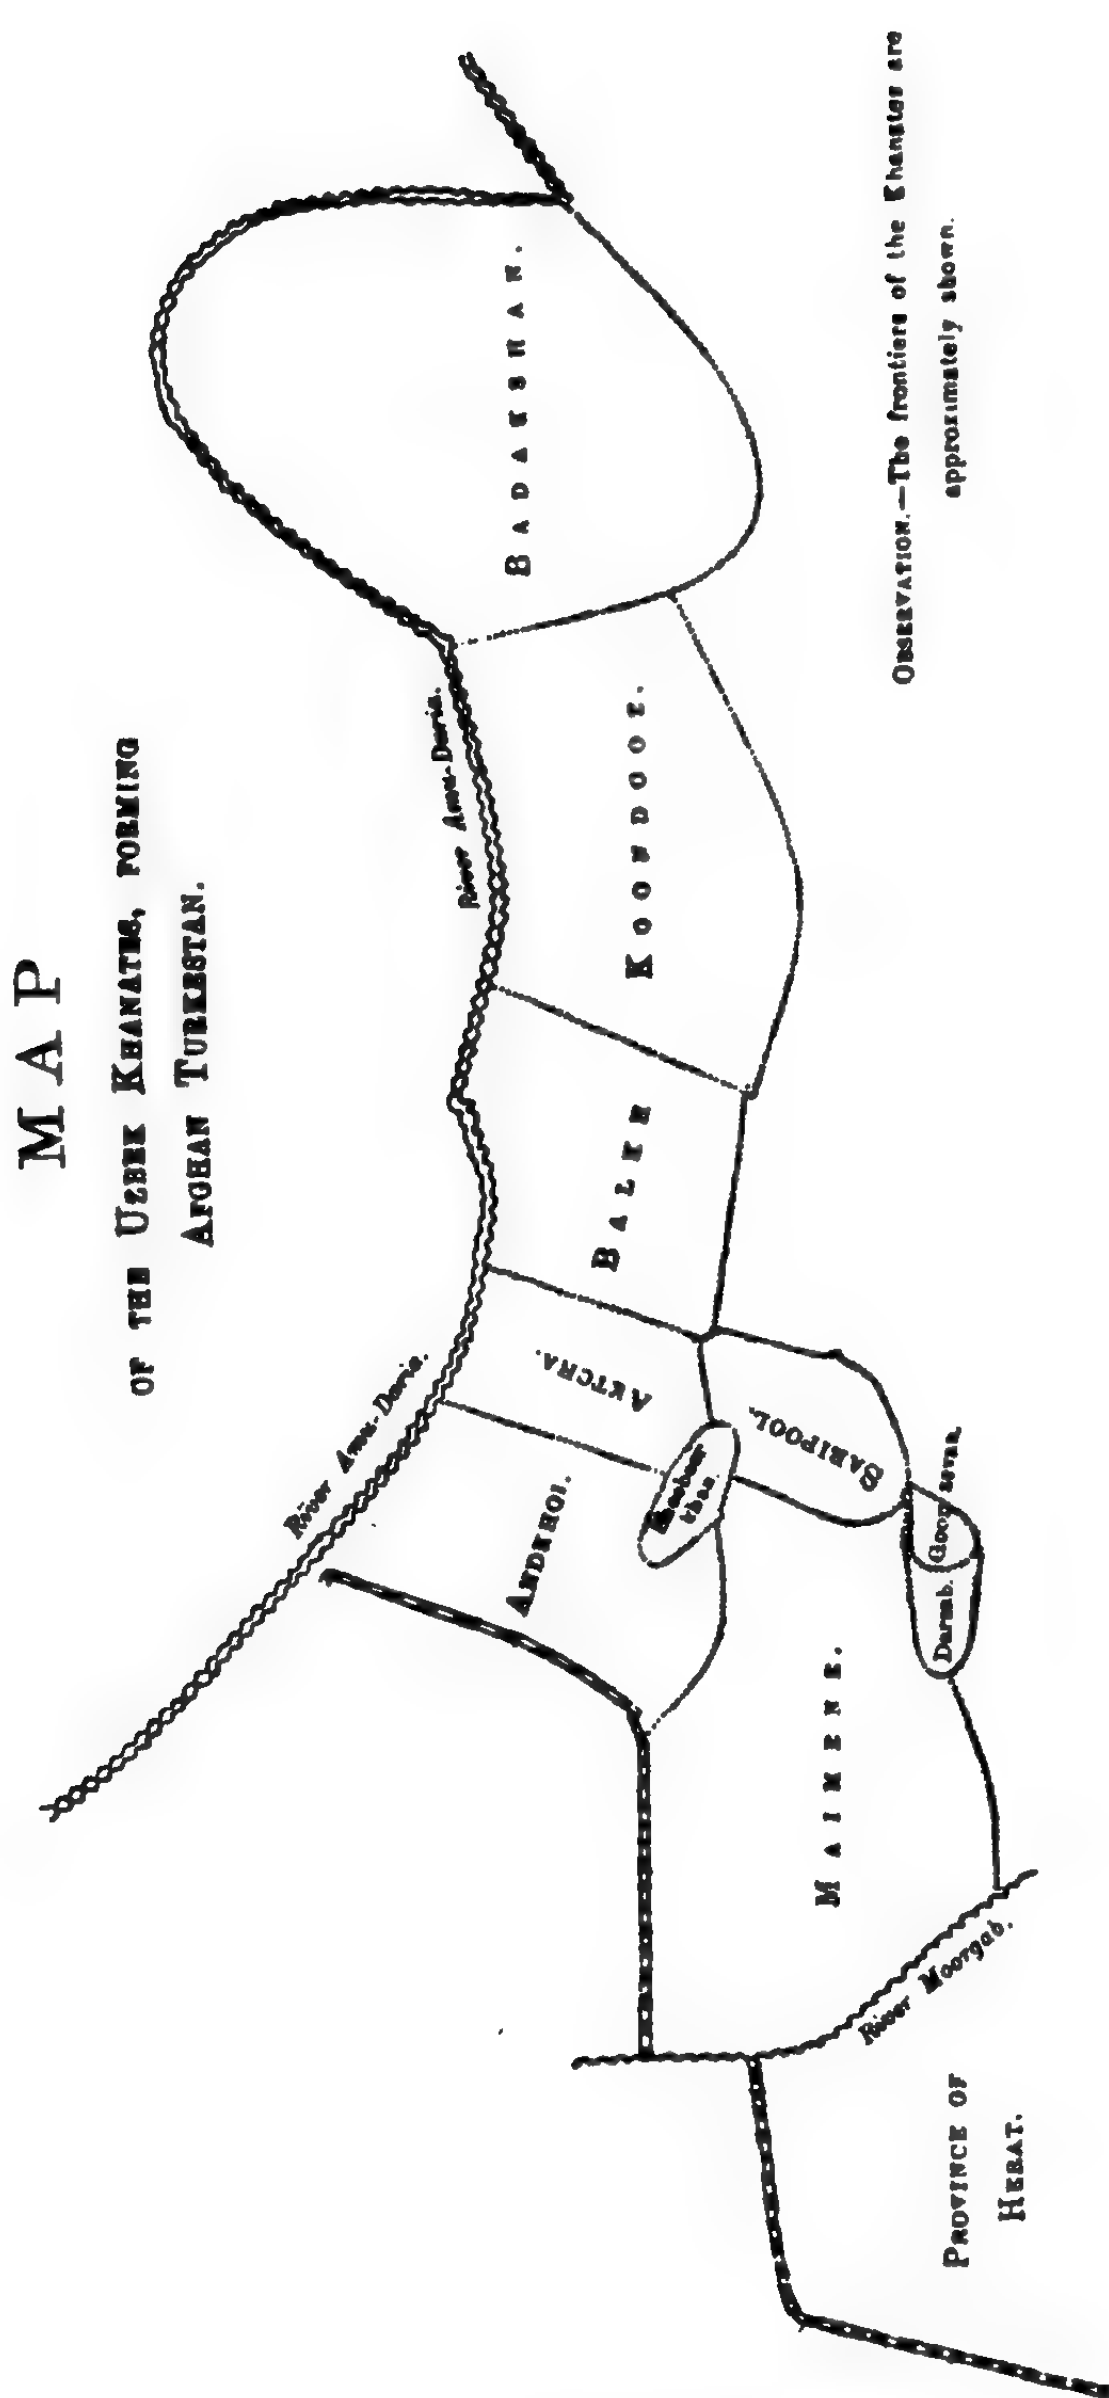 MAP
OF THE UZBEK KHANATES, FORMING
AFGHAN TURKESTAN.
River Amu-Daria.
River Amu-Daria.
BADAKSHAN.
KOONDOOZ.
BALKH
AKTCHA.
ANDKHOI.
SARIPOOL.
khan.
MAIMENE.
Darzab.
River Moorgab.
PROVINCE OF
HERAT.
OBSERVATION.—The frontiers of the Khanates are
approximately shown.